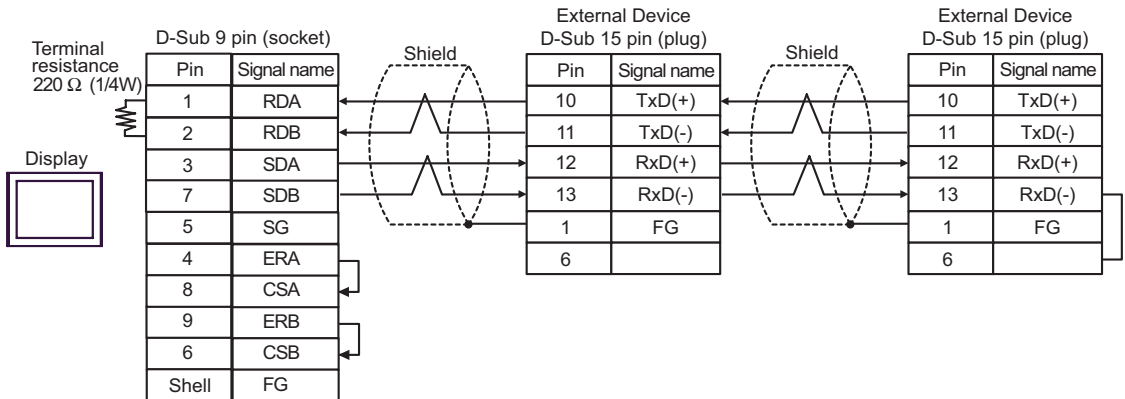 Terminal
resistance
220 Ω (1/4W)
Display
D-Sub 9 pin (socket)
Pin Signal name
1 RDA
2 RDB
3 SDA
7 SDB
5 SG
4 ERA
8 CSA
9 ERB
6 CSB
Shell FG
Shield
External Device
D-Sub 15 pin (plug)
Pin Signal name
10 TxD(+)
11 TxD(-)
12 RxD(+)
13 RxD(-)
1 FG
6
Shield
External Device
D-Sub 15 pin (plug)
Pin Signal name
10 TxD(+)
11 TxD(-)
12 RxD(+)
13 RxD(-)
1 FG
6